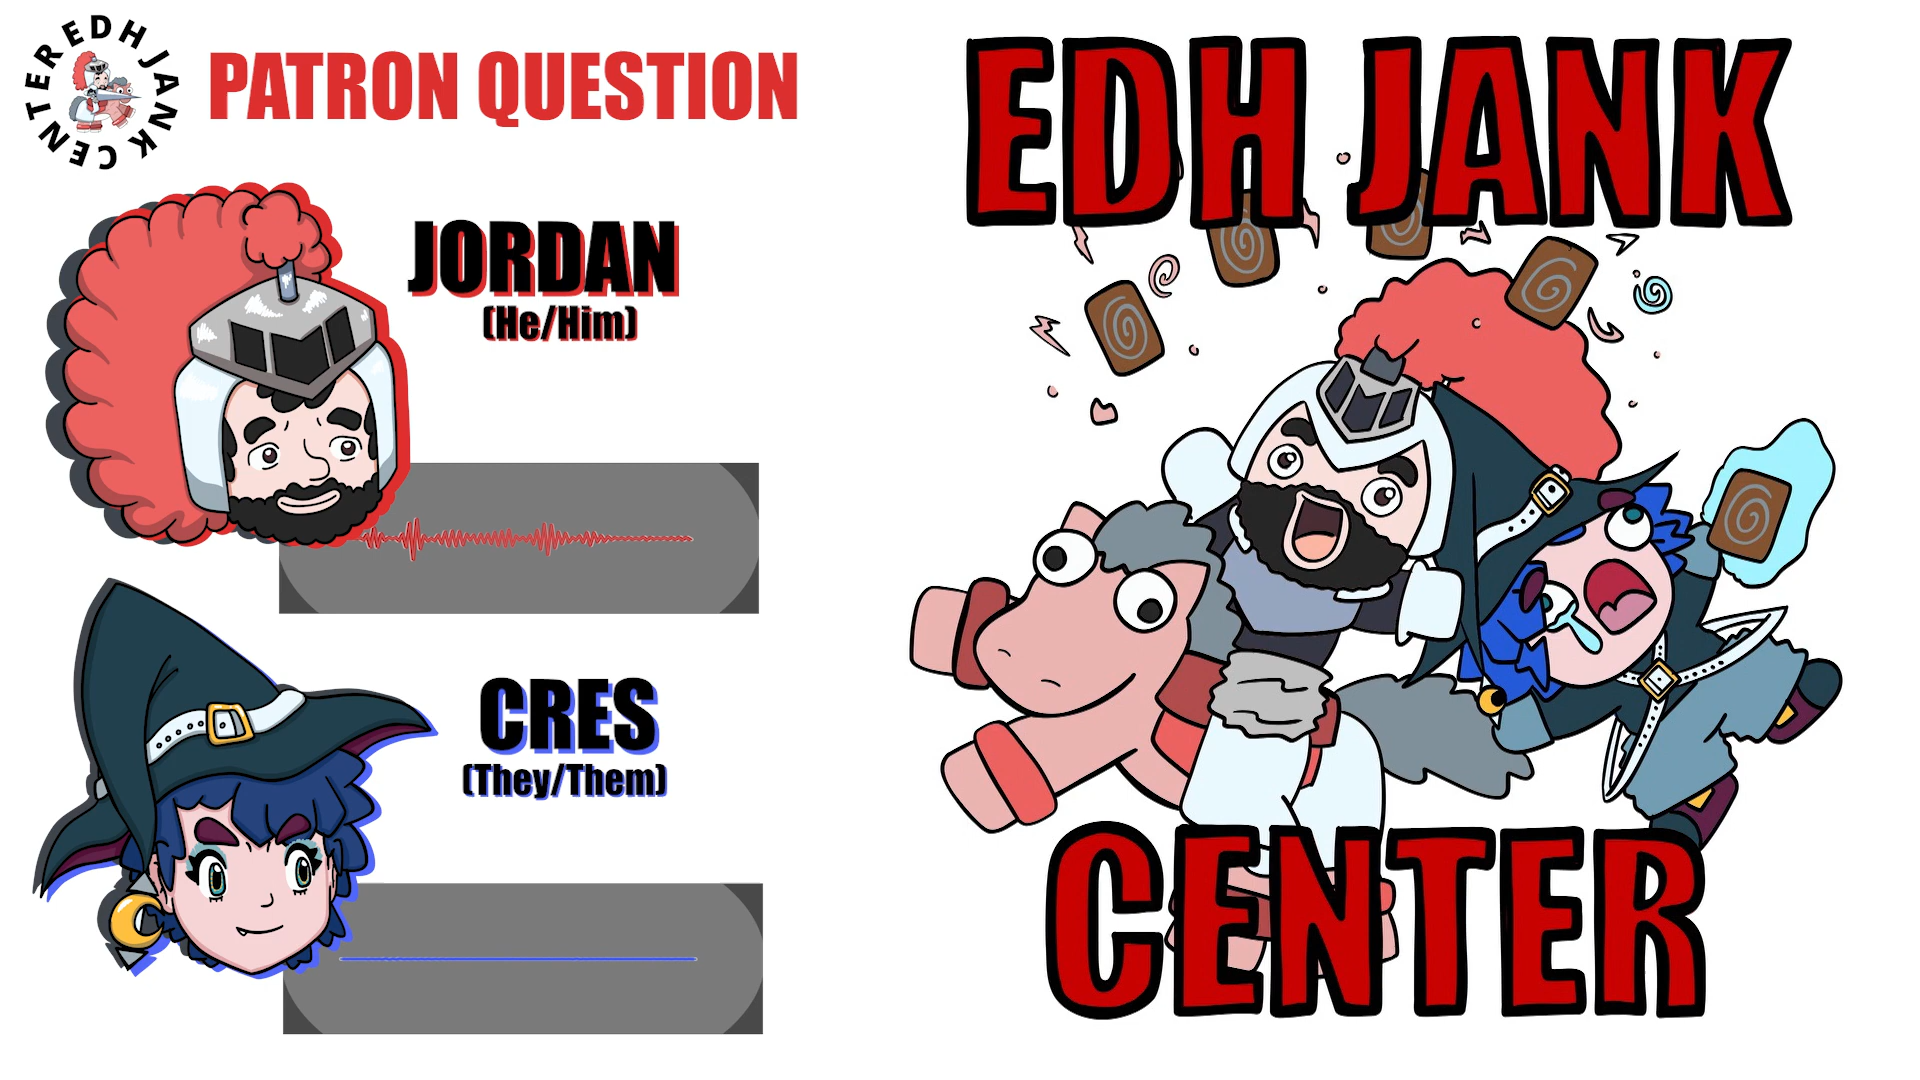 EDH JANK CENTER
PATRON QUESTION
JORDAN
(He/Him)
CRES
(They/Them)
EDH JANK
CENTER